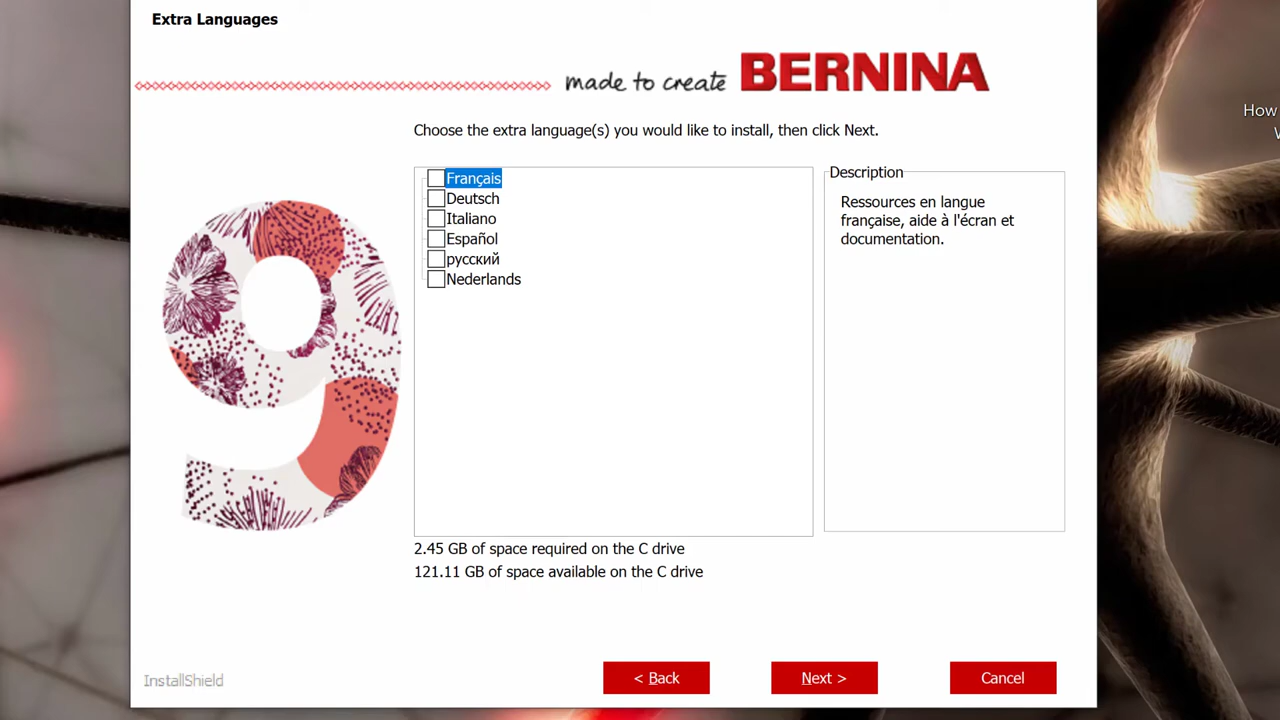 Extra Languages
made to create BERNINA
Choose the extra language(s) you would like to install, then click Next.
Français
Deutsch
Italiano
Español
русский
Nederlands
Description
Ressources en langue
française, aide à l'écran et
documentation.
9
2.45 GB of space required on the C drive
121.11 GB of space available on the C drive
InstallShield
< Back
Next >
Cancel
How